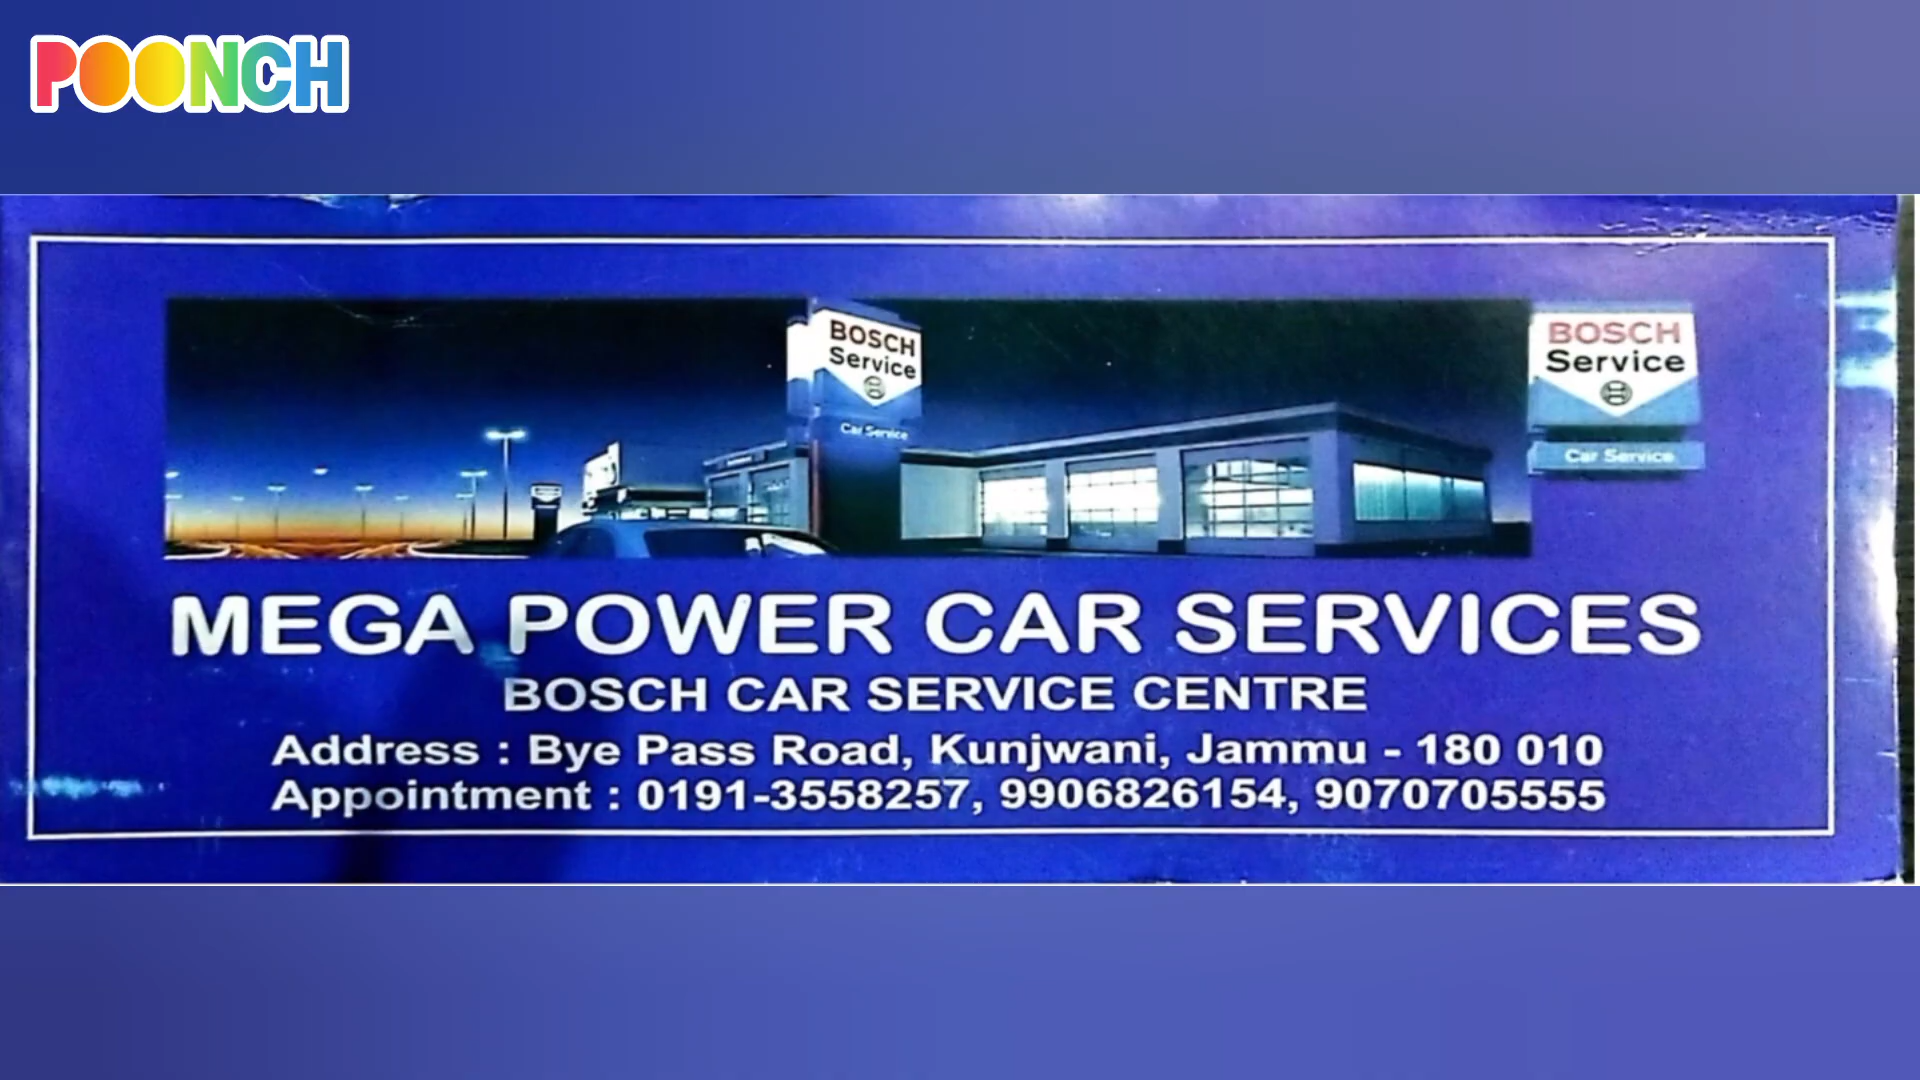 POONCH
BOSCH
Service
Car Service
BOSCH
Service
Car Service
MEGA POWER CAR SERVICES
BOSCH CAR SERVICE CENTRE
Address : Bye Pass Road, Kunjwani, Jammu - 180 010
Appointment : 0191-3558257, 9906826154, 9070705555